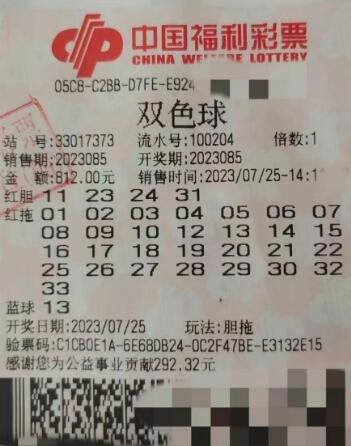 中国福利彩票
CHINA WELFARE LOTTERY
05C8-C2BB-D7FE-E924
双色球
站 号:33017373 流水号:100204 倍数:1
销售期:2023085 开奖期:2023085
金 额:812.00元 销售时间:2023/07/25-14:1
红胆 11 23 24 31
红拖 01 02 03 04 05 06 07
08 09 10 12 13 14 15
16 17 18 19 20 21 22
25 26 27 28 29 30 32
33
蓝球 13
开奖日期:2023/07/25 玩法:胆拖
验票码:C1CB0E1A-6E68DB24-0C2F47BE-E3132E15
感谢您为公益事业贡献292.32元